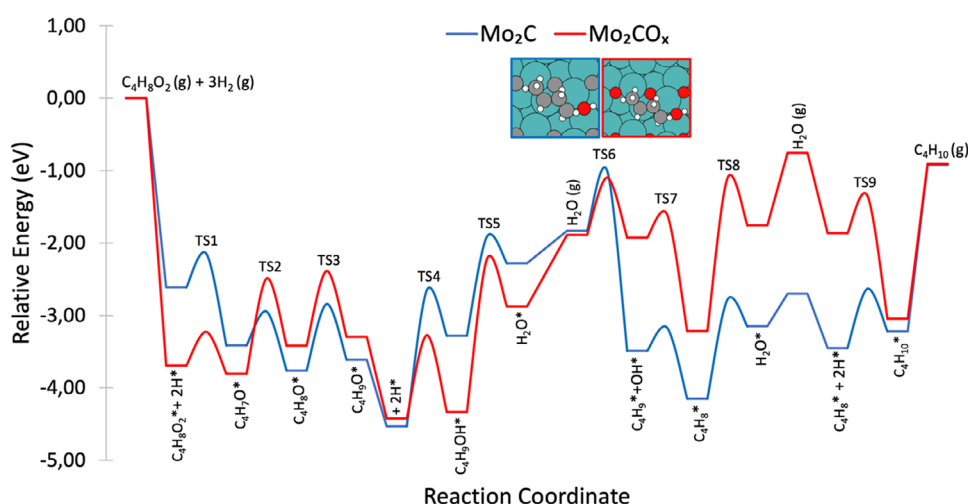 1,00
0,00
-1,00
-2,00
-3,00
-4,00
-5,00
Relative Energy (eV)
Reaction Coordinate
Mo₂C
Mo₂COₓ
C₄H₈O₂ (g) + 3H₂ (g)
C₄H₈O₂* + 2H*
TS1
C₄H₇O*
TS2
C₄H₈O*
TS3
C₄H₉O*
+ 2H*
TS4
C₄H₉OH*
TS5
H₂O*
H₂O (g)
TS6
C₄H₉* +OH*
TS7
C₄H₈*
TS8
H₂O*
H₂O (g)
C₄H₈* + 2H*
TS9
C₄H₁₀*
C₄H₁₀ (g)